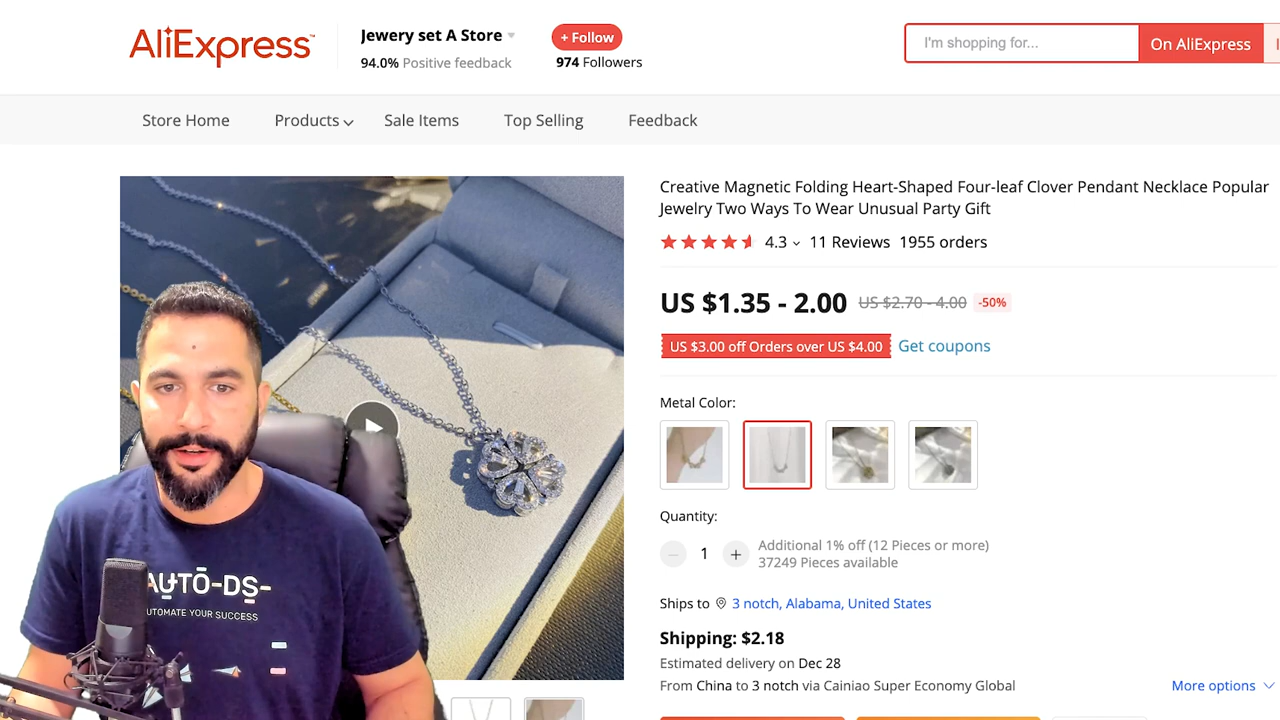 AliExpress™
Jewery set A Store
+ Follow
94.0% Positive feedback
974 Followers
I'm shopping for...
On AliExpress
Store Home
Products
Sale Items
Top Selling
Feedback
Creative Magnetic Folding Heart-Shaped Four-leaf Clover Pendant Necklace Popular
Jewelry Two Ways To Wear Unusual Party Gift
4.3
11 Reviews
1955 orders
US $1.35 - 2.00
US $2.70 - 4.00
-50%
US $3.00 off Orders over US $4.00
Get coupons
Metal Color:
Quantity:
1
+
Additional 1% off (12 Pieces or more)
37249 Pieces available
Ships to
3 notch, Alabama, United States
Shipping: $2.18
Estimated delivery on Dec 28
From China to 3 notch via Cainiao Super Economy Global
More options
AUTŌ-DS-
AUTOMATE YOUR SUCCESS